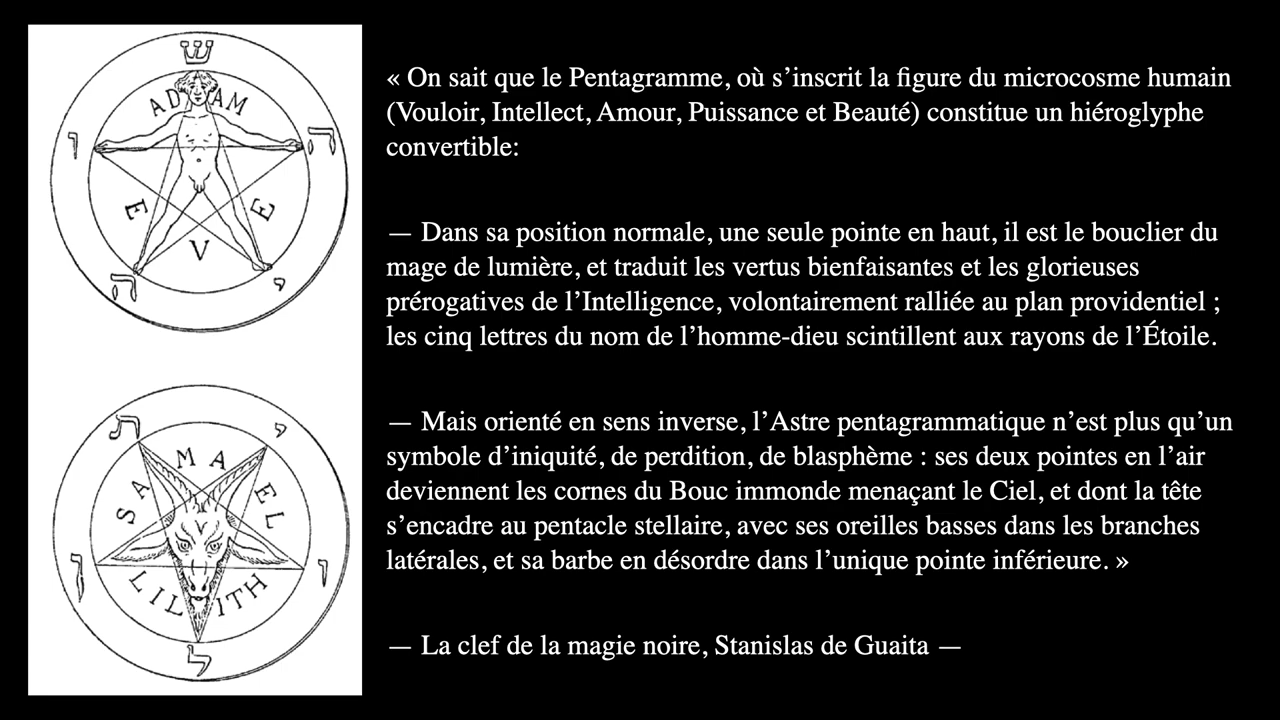 ש
ADAM
ו
ה
E
E
V
ה
י
ת
י
SAMAEL
ן
ו
LILITH
ל
« On sait que le Pentagramme, où s’inscrit la figure du microcosme humain
(Vouloir, Intellect, Amour, Puissance et Beauté) constitue un hiéroglyphe
convertible:
— Dans sa position normale, une seule pointe en haut, il est le bouclier du
mage de lumière, et traduit les vertus bienfaisantes et les glorieuses
prérogatives de l’Intelligence, volontairement ralliée au plan providentiel ;
les cinq lettres du nom de l’homme-dieu scintillent aux rayons de l’Étoile.
— Mais orienté en sens inverse, l’Astre pentagrammatique n’est plus qu’un
symbole d’iniquité, de perdition, de blasphème : ses deux pointes en l’air
deviennent les cornes du Bouc immonde menaçant le Ciel, et dont la tête
s’encadre au pentacle stellaire, avec ses oreilles basses dans les branches
latérales, et sa barbe en désordre dans l’unique pointe inférieure. »
— La clef de la magie noire, Stanislas de Guaita —